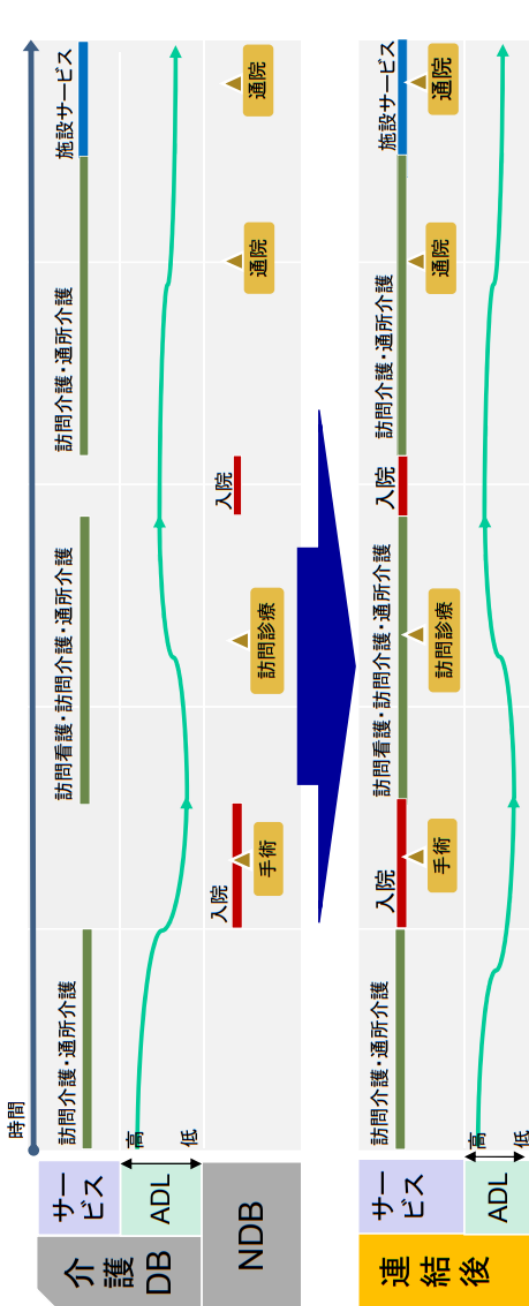 時間
介護DB
サービス
訪問介護・通所介護
訪問看護・訪問介護・通所介護
訪問介護・通所介護
施設サービス
ADL
高
低
NDB
入院
手術
訪問診療
入院
通院
通院
連結後
サービス
訪問介護・通所介護
入院
手術
訪問看護・訪問介護・通所介護
訪問診療
入院
訪問介護・通所介護
通院
施設サービス
通院
ADL
高
低